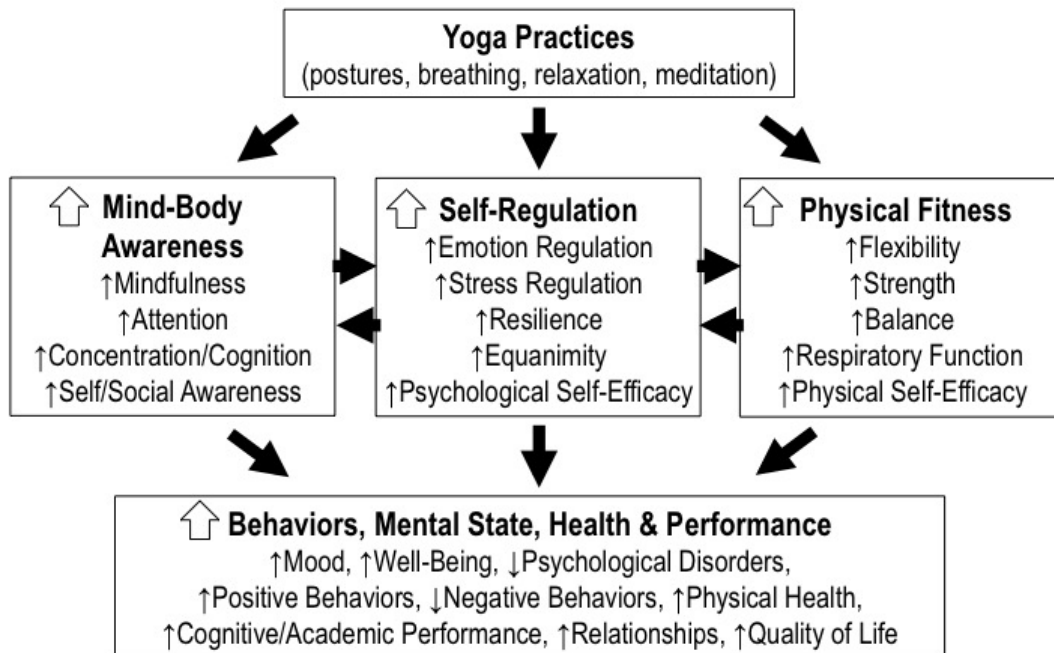 Yoga Practices
(postures, breathing, relaxation, meditation)
Mind-Body
Awareness
↑Mindfulness
↑Attention
↑Concentration/Cognition
↑Self/Social Awareness
Self-Regulation
↑Emotion Regulation
↑Stress Regulation
↑Resilience
↑Equanimity
↑Psychological Self-Efficacy
Physical Fitness
↑Flexibility
↑Strength
↑Balance
↑Respiratory Function
↑Physical Self-Efficacy
Behaviors, Mental State, Health & Performance
↑Mood, ↑Well-Being, ↓Psychological Disorders,
↑Positive Behaviors, ↓Negative Behaviors, ↑Physical Health,
↑Cognitive/Academic Performance, ↑Relationships, ↑Quality of Life